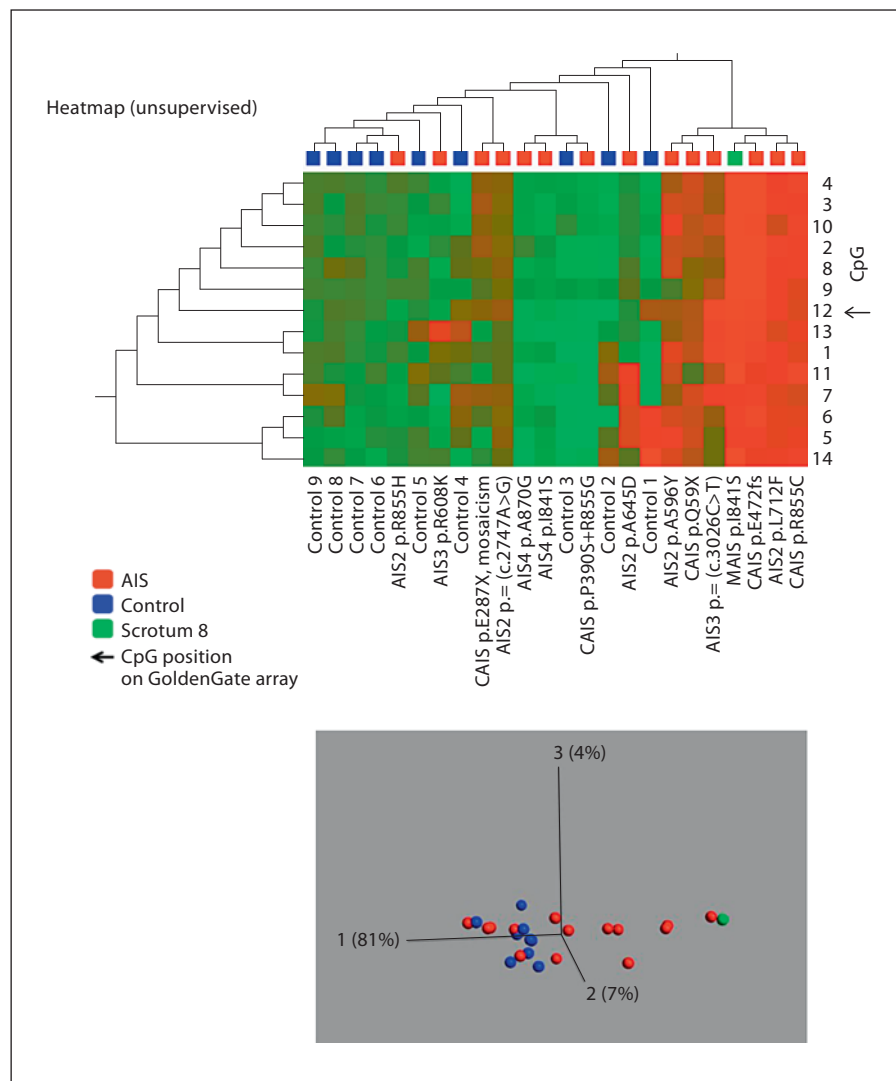 Heatmap (unsupervised)
4
3
10
2
8
9
12
13
1
11
7
6
5
14
CpG
Control 9
Control 8
Control 7
Control 6
AIS2 p.R855H
Control 5
AIS3 p.R608K
Control 4
CAIS p.E287X, mosaicism
AIS2 p.= (c.2747A>G)
AIS4 p.A870G
AIS4 p.I841S
Control 3
CAIS p.P390S+R855G
Control 2
AIS2 p.A645D
Control 1
AIS2 p.A596Y
CAIS p.Q59X
AIS3 p.= (c.3026C>T)
MAIS p.I841S
CAIS p.E472fs
AIS2 p.L712F
CAIS p.R855C
AIS
Control
Scrotum 8
CpG position
on GoldenGate array
3 (4%)
1 (81%)
2 (7%)